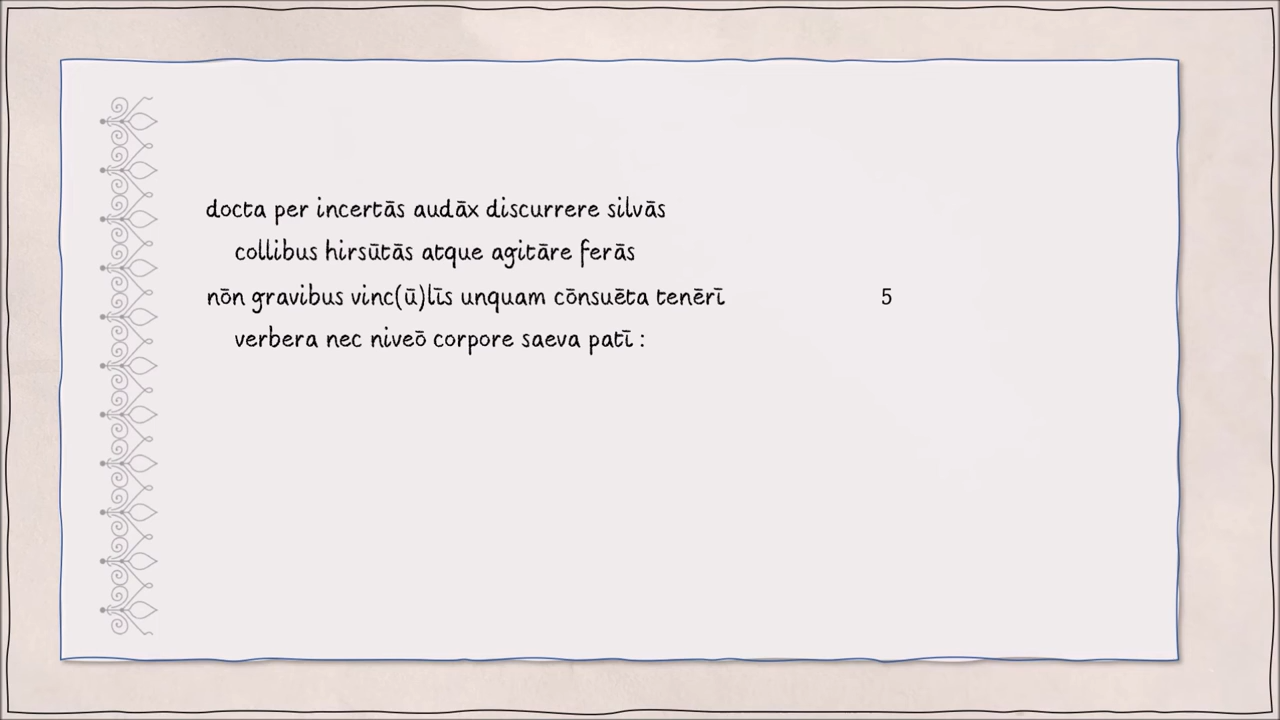 docta per incertās audāx discurrere silvās
collibus hirsūtās atque agitāre ferās
nōn gravibus vinc(ū)līs unquam cōnsuēta tenērī 5
verbera nec niveō corpore saeva patī :